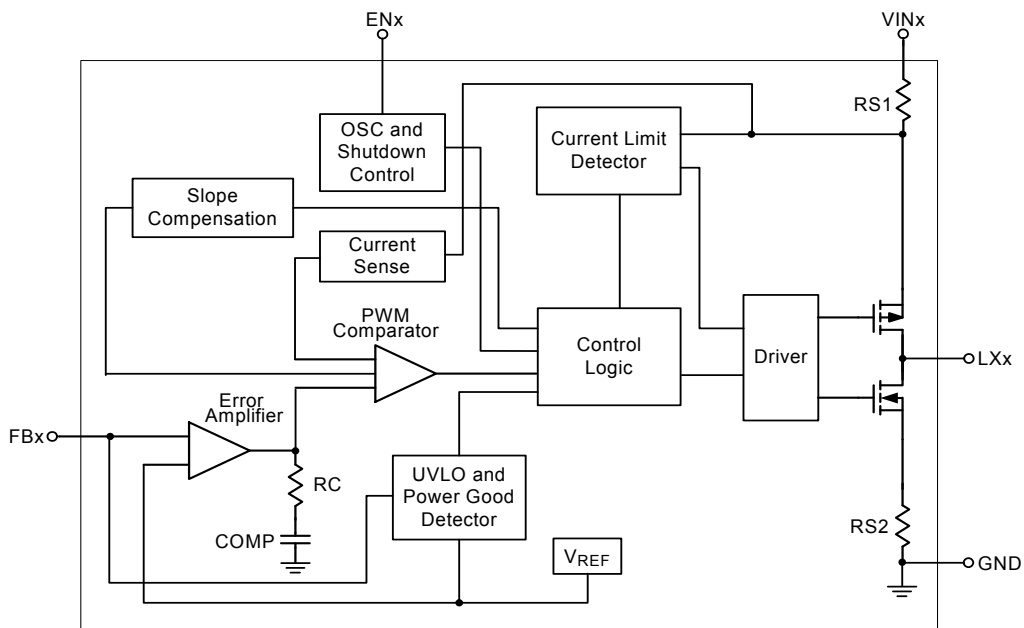 ENx
VINx
RS1
OSC and
Shutdown
Control
Current Limit
Detector
Slope
Compensation
Current
Sense
PWM
Comparator
Control
Logic
Driver
LXx
Error
Amplifier
FBx
RC
UVLO and
Power Good
Detector
RS2
COMP
VREF
GND